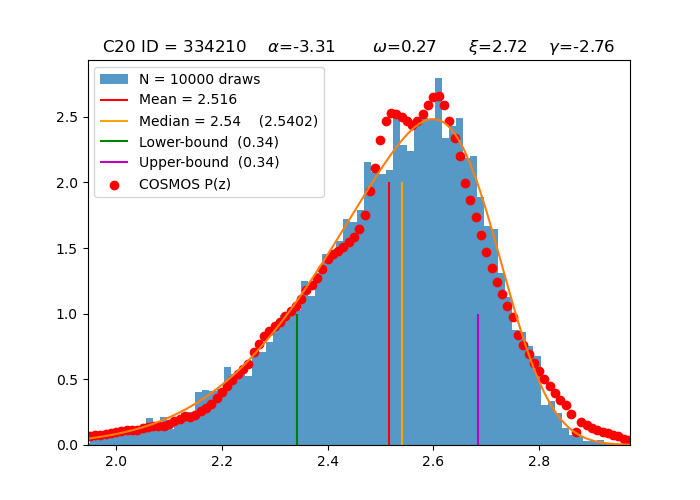 C20 ID = 334210 α=-3.31 ω=0.27 ξ=2.72 γ=-2.76
N = 10000 draws
Mean = 2.516
Median = 2.54 (2.5402)
Lower-bound (0.34)
Upper-bound (0.34)
COSMOS P(z)
2.5
2.0
1.5
1.0
0.5
0.0
2.0 2.2 2.4 2.6 2.8